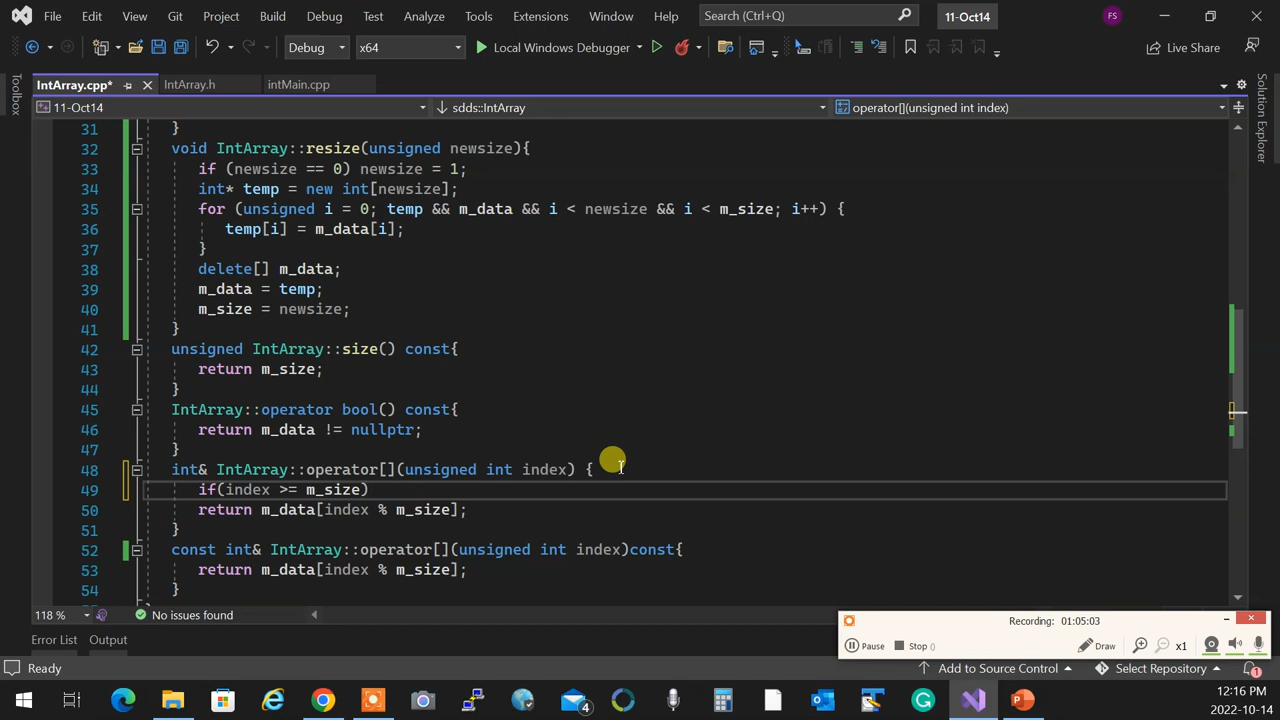 File Edit View Git Project Build Debug Test Analyze Tools Extensions Window Help Search (Ctrl+Q) 11-Oct14 FS
Debug x64 Local Windows Debugger Live Share
IntArray.cpp* IntArray.h intMain.cpp
11-Oct14 sdds::IntArray operator[](unsigned int index)
Toolbox
Solution Explorer
31 }
32 void IntArray::resize(unsigned newsize){
33 if (newsize == 0) newsize = 1;
34 int* temp = new int[newsize];
35 for (unsigned i = 0; temp && m_data && i < newsize && i < m_size; i++) {
36 temp[i] = m_data[i];
37 }
38 delete[] m_data;
39 m_data = temp;
40 m_size = newsize;
41 }
42 unsigned IntArray::size() const{
43 return m_size;
44 }
45 IntArray::operator bool() const{
46 return m_data != nullptr;
47 }
48 int& IntArray::operator[](unsigned int index) {
49 if(index >= m_size)
50 return m_data[index % m_size];
51 }
52 const int& IntArray::operator[](unsigned int index)const{
53 return m_data[index % m_size];
54 }
118 % No issues found
Recording: 01:05:03
Pause Stop () Draw x1
Error List Output
Ready Add to Source Control Select Repository 1
4
12:16 PM
2022-10-14